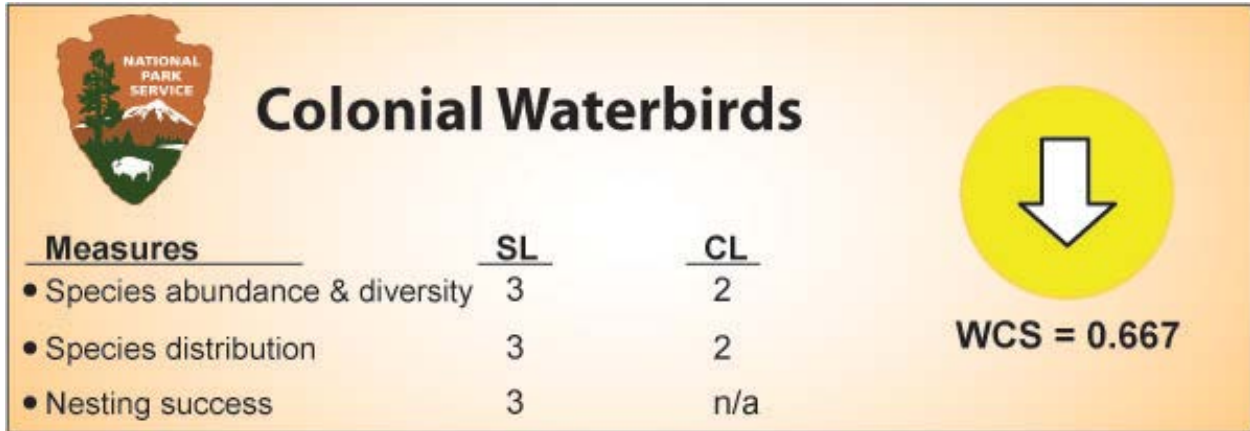 NATIONAL
PARK
SERVICE
Colonial Waterbirds
Measures SL CL
• Species abundance & diversity 3 2
• Species distribution 3 2
• Nesting success 3 n/a
WCS = 0.667